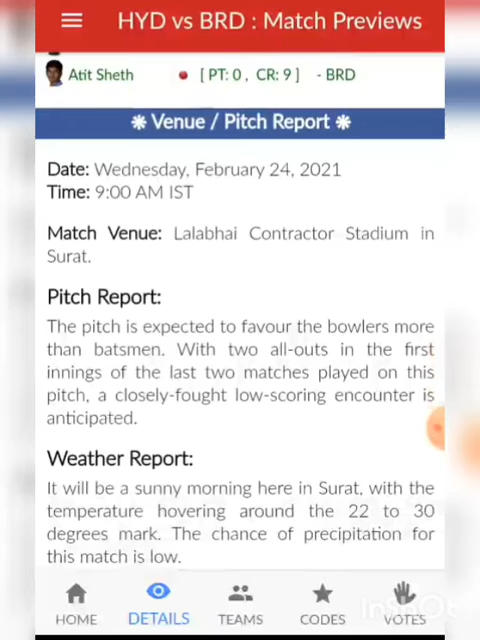 HYD vs BRD : Match Previews
Atit Sheth [ PT: 0 , CR: 9 ] - BRD
❋ Venue / Pitch Report ❋
Date: Wednesday, February 24, 2021
Time: 9:00 AM IST
Match Venue: Lalabhai Contractor Stadium in
Surat.
Pitch Report:
The pitch is expected to favour the bowlers more
than batsmen. With two all-outs in the first
innings of the last two matches played on this
pitch, a closely-fought low-scoring encounter is
anticipated.
Weather Report:
It will be a sunny morning here in Surat, with the
temperature hovering around the 22 to 30
degrees mark. The chance of precipitation for
this match is low.
HOME DETAILS TEAMS CODES VOTES
InShOt